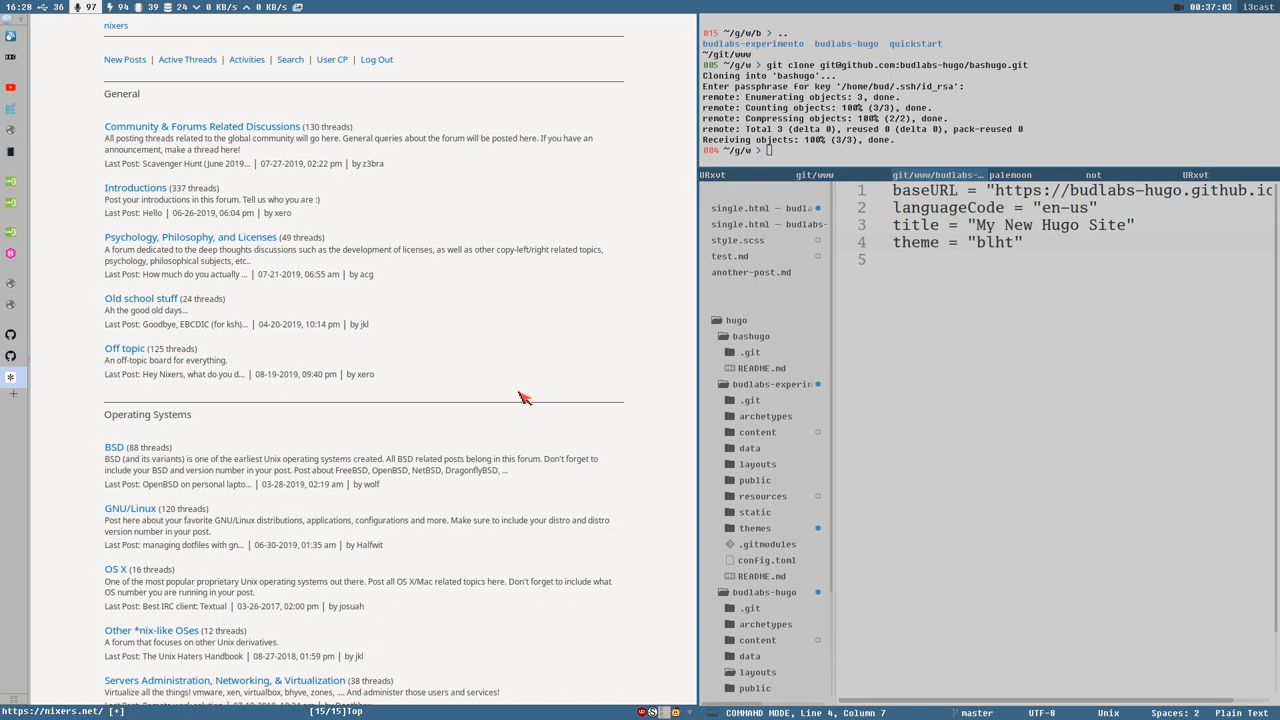 16:28 36 97 94 39 24 0 KB/s 0 KB/s
00:37:03 i3cast
nixers
New Posts | Active Threads | Activities | Search | User CP | Log Out
General
Community & Forums Related Discussions (130 threads)
All posting threads related to the global community will go here. General queries about the forum will be posted here. If you have an
announcement, make a thread here!
Last Post: Scavenger Hunt (June 2019... | 07-27-2019, 02:22 pm | by z3bra
Introductions (337 threads)
Post your introductions in this forum. Tell us who you are :)
Last Post: Hello | 06-26-2019, 06:04 pm | by xero
Psychology, Philosophy, and Licenses (49 threads)
A forum dedicated to the deep thoughts discussions such as the development of licenses, as well as other copy-left/right related topics,
psychology, philosophical subjects, etc..
Last Post: How much do you actually ... | 07-21-2019, 06:55 am | by acg
Old school stuff (24 threads)
Ah the good old days...
Last Post: Goodbye, EBCDIC (for ksh)... | 04-20-2019, 10:14 pm | by jkl
Off topic (125 threads)
An off-topic board for everything.
Last Post: Hey Nixers, what do you d... | 08-19-2019, 09:40 pm | by xero
Operating Systems
BSD (88 threads)
BSD (and its variants) is one of the earliest Unix operating systems created. All BSD related posts belong in this forum. Don't forget to
include your BSD and version number in your post. Post about FreeBSD, OpenBSD, NetBSD, DragonflyBSD, ...
Last Post: OpenBSD on personal lapto... | 03-28-2019, 02:19 am | by wolf
GNU/Linux (120 threads)
Post here about your favorite GNU/Linux distributions, applications, configurations and more. Make sure to include your distro and distro
version number in your post.
Last Post: managing dotfiles with gn... | 06-30-2019, 01:35 am | by Halfwit
OS X (16 threads)
One of the most popular proprietary Unix operating systems out there. Post all OS X/Mac related topics here. Don't forget to include what
OS number you are running in your post.
Last Post: Best IRC client: Textual | 03-26-2017, 02:00 pm | by josuah
Other *nix-like OSes (12 threads)
A forum that focuses on other Unix derivatives.
Last Post: The Unix Haters Handbook | 08-27-2018, 01:59 pm | by jkl
Servers Administration, Networking, & Virtualization (38 threads)
Virtualize all the things! vmware, xen, virtualbox, bhyve, zones, .... And administer those users and services!
https://nixers.net/ [+] [15/15]Top
015 ~/g/w/b > ..
budlabs-experimento budlabs-hugo quickstart
~/git/www
005 ~/g/w > git clone git@github.com:budlabs-hugo/bashugo.git
Cloning into 'bashugo'...
Enter passphrase for key '/home/bud/.ssh/id_rsa':
remote: Enumerating objects: 3, done.
remote: Counting objects: 100% (3/3), done.
remote: Compressing objects: 100% (2/2), done.
remote: Total 3 (delta 0), reused 0 (delta 0), pack-reused 0
Receiving objects: 100% (3/3), done.
004 ~/g/w >
URxvt git/www git/www/budlabs-… palemoon not URxvt
single.html — budla
single.html — budlabs-
style.scss
test.md
another-post.md
hugo
bashugo
.git
README.md
budlabs-experim
.git
archetypes
content
data
layouts
public
resources
static
themes
.gitmodules
config.toml
README.md
budlabs-hugo
.git
archetypes
content
data
layouts
public
1 baseURL = "https://budlabs-hugo.github.io
2 languageCode = "en-us"
3 title = "My New Hugo Site"
4 theme = "blht"
5
COMMAND MODE, Line 4, Column 7 master UTF-8 Unix Spaces: 2 Plain Text